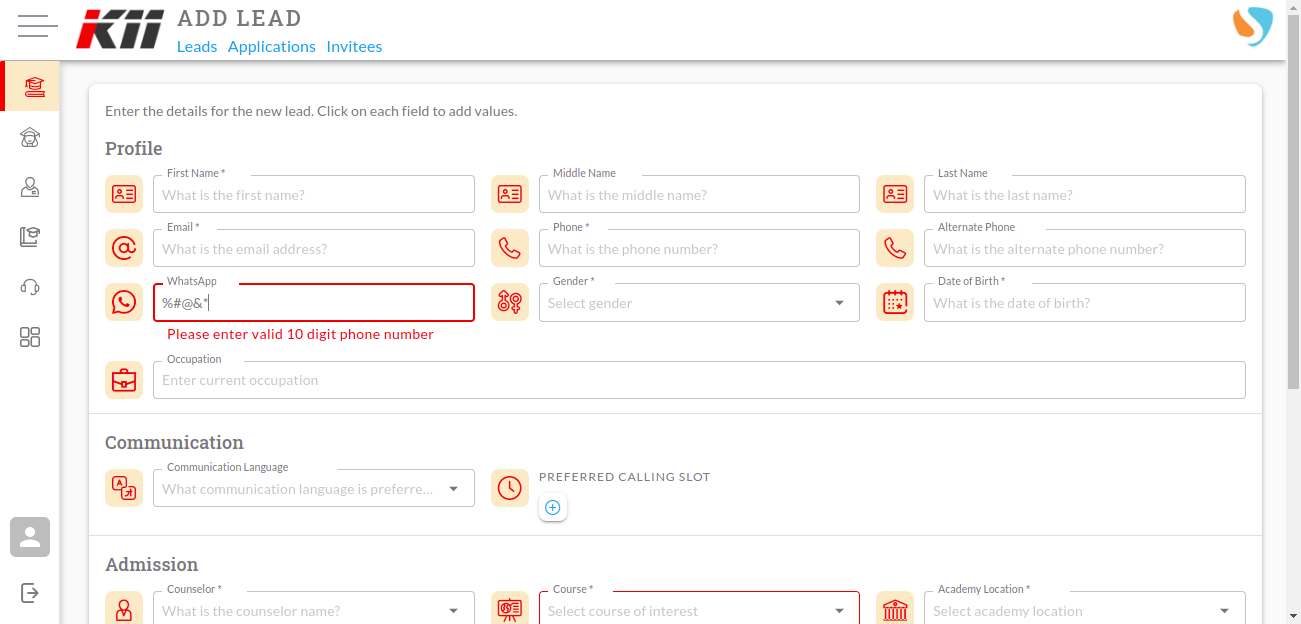 KII ADD LEAD
Leads Applications Invitees
Enter the details for the new lead. Click on each field to add values.
Profile
First Name * Middle Name Last Name
What is the first name? What is the middle name? What is the last name?
Email * Phone * Alternate Phone
What is the email address? What is the phone number? What is the alternate phone number?
WhatsApp Gender * Date of Birth *
%#@&* Select gender What is the date of birth?
Please enter valid 10 digit phone number
Occupation
Enter current occupation
Communication
Communication Language
What communication language is preferre... PREFERRED CALLING SLOT
Admission
Counselor * Course * Academy Location *
What is the counselor name? Select course of interest Select academy location